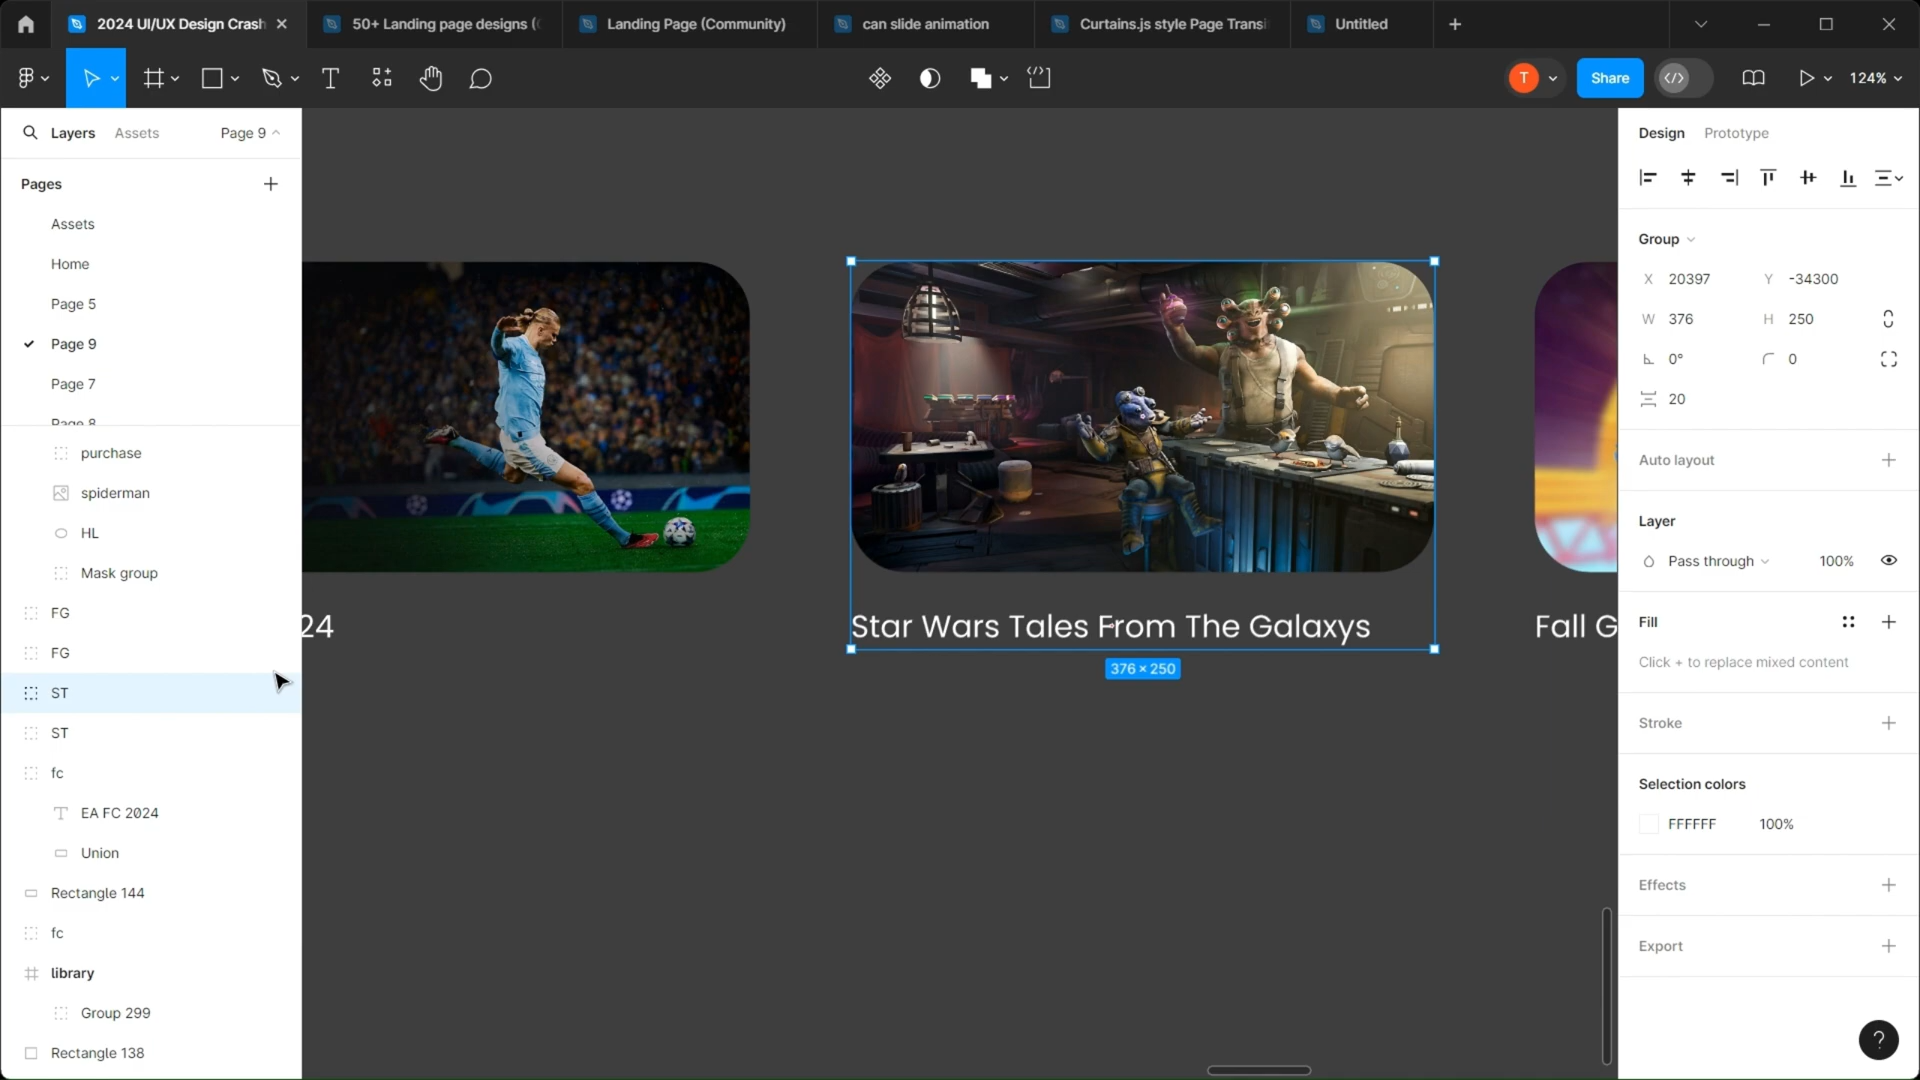 2024 UI/UX Design Crash
50+ Landing page designs (
Landing Page (Community)
can slide animation
Curtains.js style Page Transi
Untitled
T
Share
124%
Layers
Assets
Page 9
Pages
Assets
Home
Page 5
Page 9
Page 7
Page 8
purchase
spiderman
HL
Mask group
FG
FG
ST
ST
fc
EA FC 2024
Union
Rectangle 144
fc
library
Group 299
Rectangle 138
24
Star Wars Tales From The Galaxys
376 × 250
Fall G
Design
Prototype
Group
X 20397 Y -34300
W 376 H 250
0° 0
20
Auto layout
Layer
Pass through 100%
Fill
Click + to replace mixed content
Stroke
Selection colors
FFFFFF 100%
Effects
Export
?